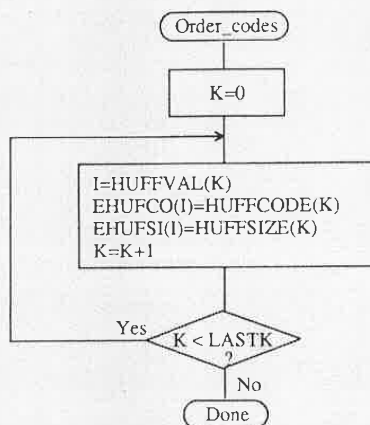 Order_codes
K=0
I=HUFFVAL(K)
EHUFCO(I)=HUFFCODE(K)
EHUFSI(I)=HUFFSIZE(K)
K=K+1
Yes
K < LASTK
?
No
Done